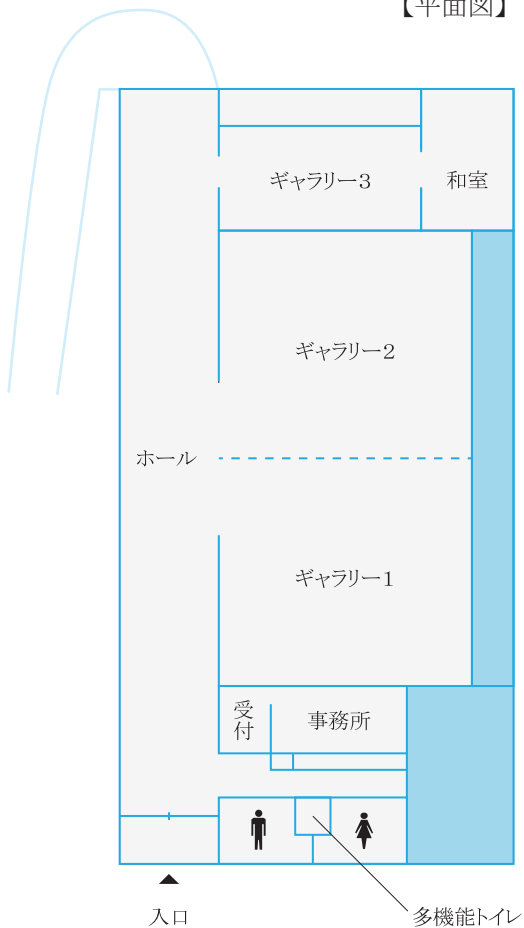 【平面図】
ギャラリー3
和室
ギャラリー2
ホール
ギャラリー1
受付
事務所
入口
多機能トイレ